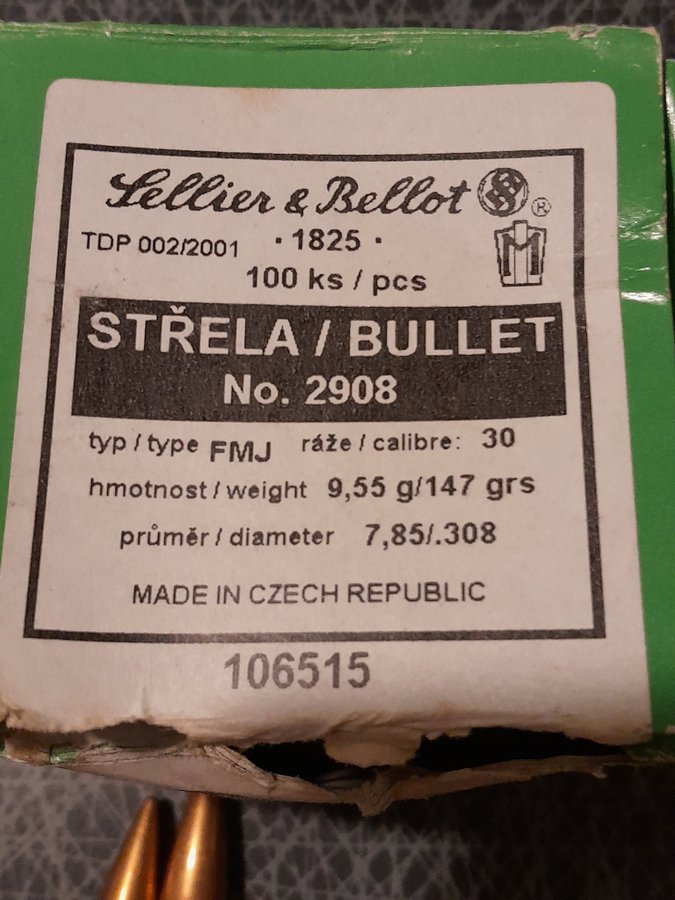 Sellier & Bellot ®
TDP 002/2001 · 1825 ·
100 ks / pcs
STŘELA / BULLET
No. 2908
typ / type FMJ ráže / calibre: 30
hmotnost / weight 9,55 g/147 grs
průměr / diameter 7,85/.308
MADE IN CZECH REPUBLIC
106515